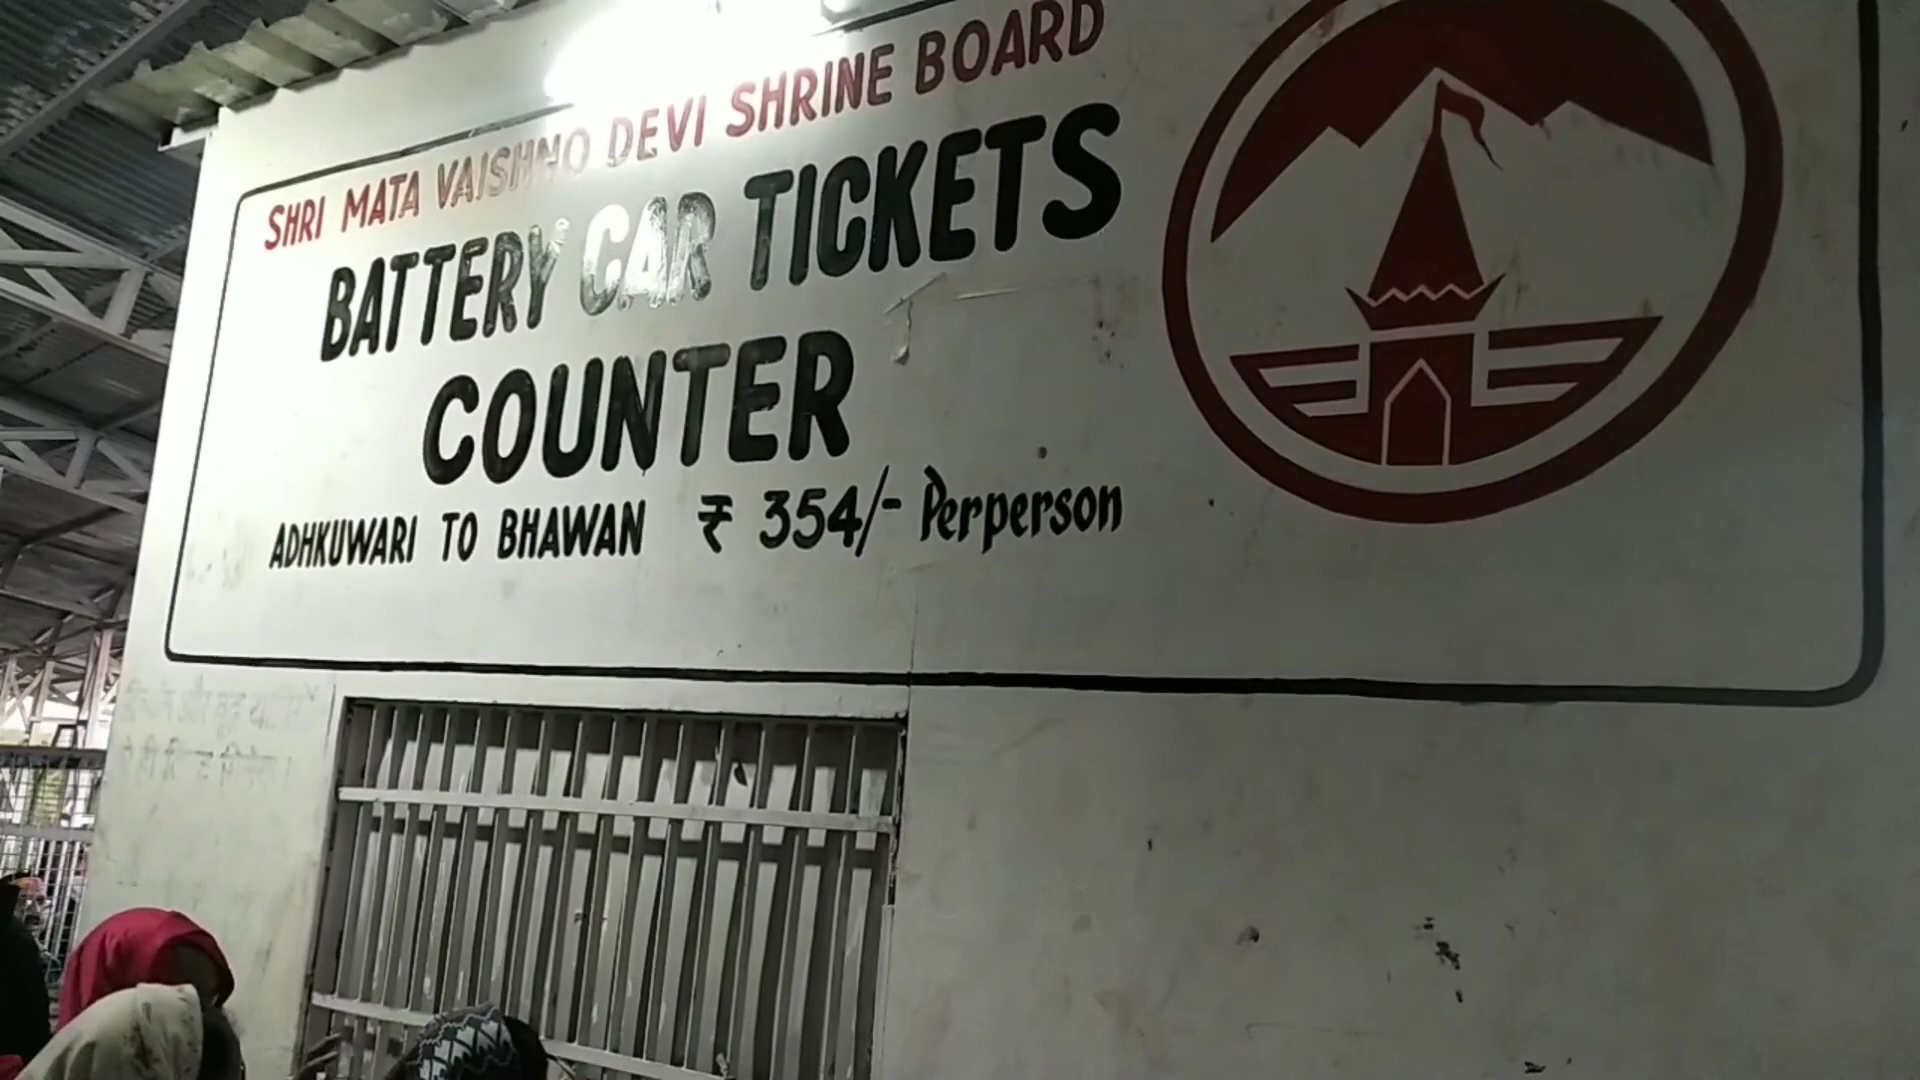 SHRI MATA VAISHNO DEVI SHRINE BOARD
BATTERY CAR TICKETS
COUNTER
ADHKUWARI TO BHAWAN ₹ 354/- Perperson